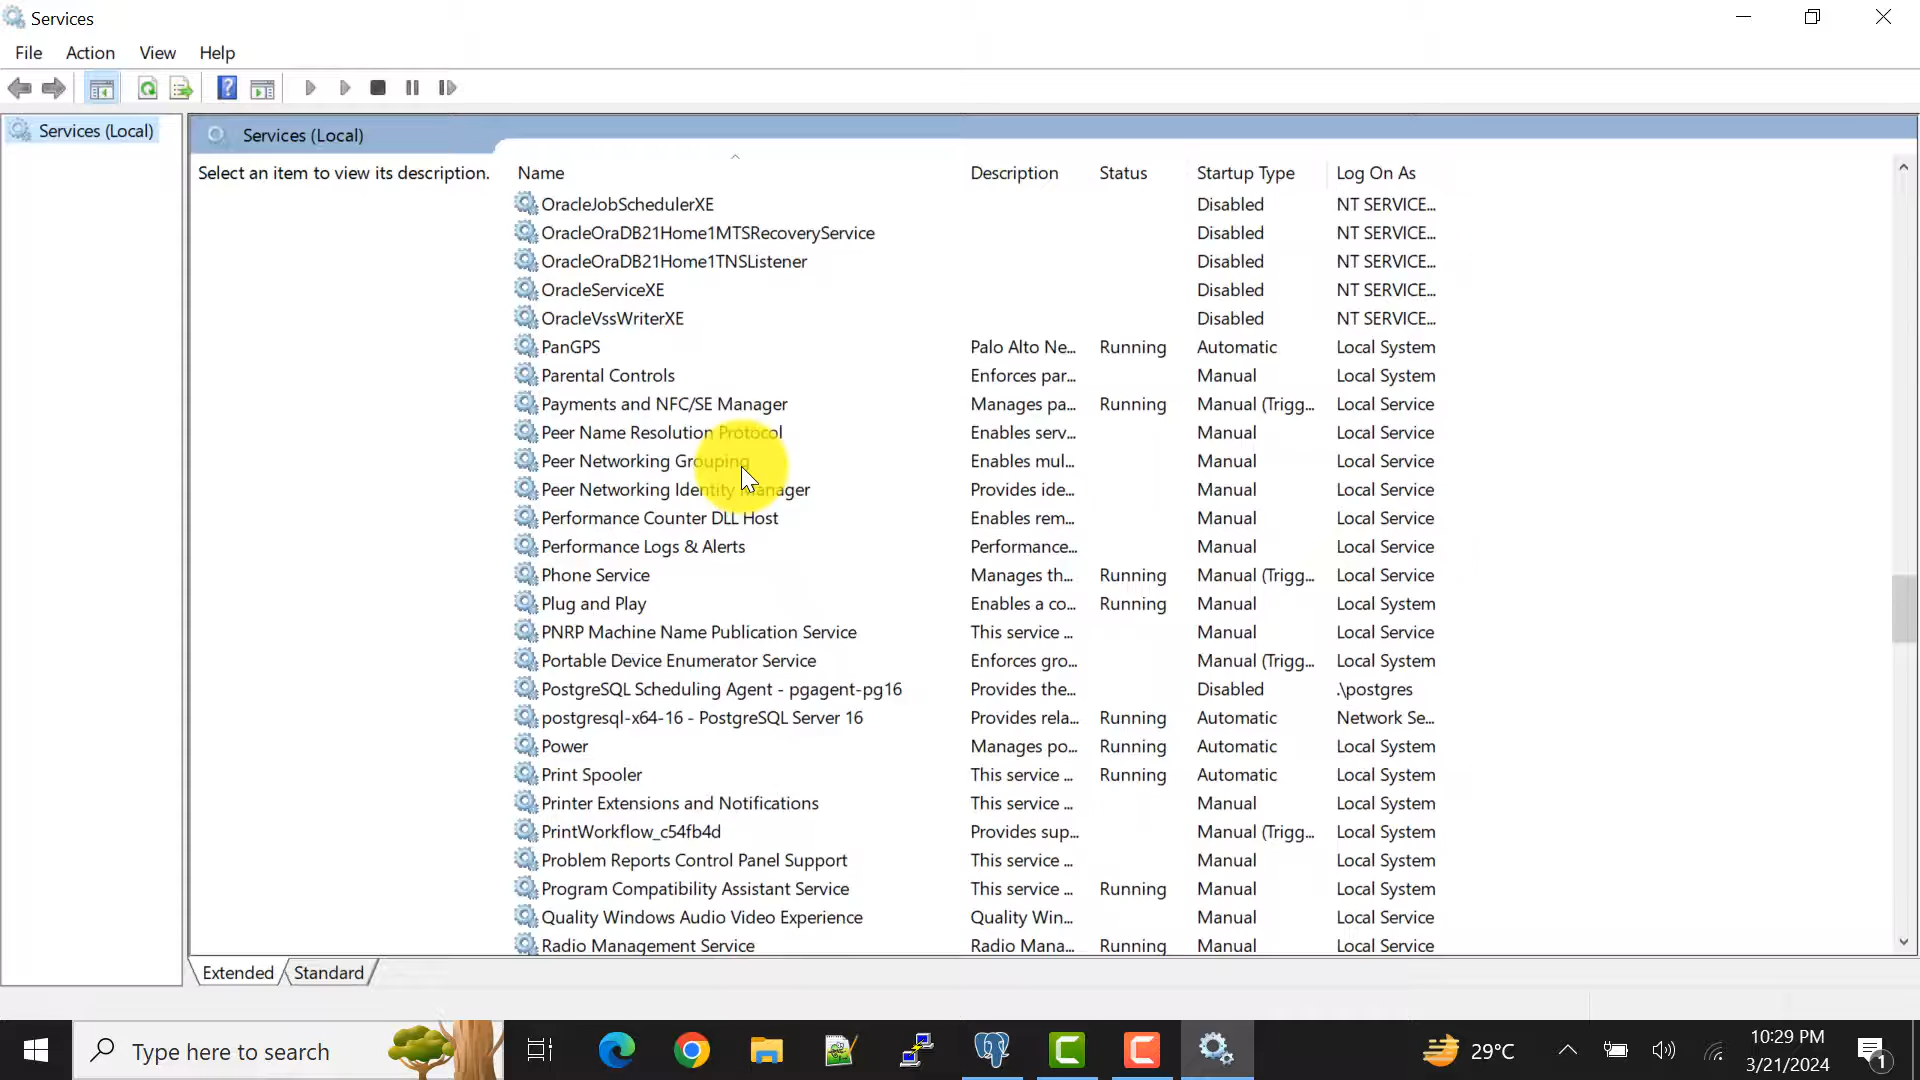 Services
File Action View Help
Services (Local)
Services (Local)
Select an item to view its description.
Name Description Status Startup Type Log On As
OracleJobSchedulerXE Disabled NT SERVICE...
OracleOraDB21Home1MTSRecoveryService Disabled NT SERVICE...
OracleOraDB21Home1TNSListener Disabled NT SERVICE...
OracleServiceXE Disabled NT SERVICE...
OracleVssWriterXE Disabled NT SERVICE...
PanGPS Palo Alto Ne... Running Automatic Local System
Parental Controls Enforces par... Manual Local System
Payments and NFC/SE Manager Manages pa... Running Manual (Trigg... Local Service
Peer Name Resolution Protocol Enables serv... Manual Local Service
Peer Networking Grouping Enables mul... Manual Local Service
Peer Networking Identity Manager Provides ide... Manual Local Service
Performance Counter DLL Host Enables rem... Manual Local Service
Performance Logs & Alerts Performance... Manual Local Service
Phone Service Manages th... Running Manual (Trigg... Local Service
Plug and Play Enables a co... Running Manual Local System
PNRP Machine Name Publication Service This service ... Manual Local Service
Portable Device Enumerator Service Enforces gro... Manual (Trigg... Local System
PostgreSQL Scheduling Agent - pgagent-pg16 Provides the... Disabled .\postgres
postgresql-x64-16 - PostgreSQL Server 16 Provides rela... Running Automatic Network Se...
Power Manages po... Running Automatic Local System
Print Spooler This service ... Running Automatic Local System
Printer Extensions and Notifications This service ... Manual Local System
PrintWorkflow_c54fb4d Provides sup... Manual (Trigg... Local System
Problem Reports Control Panel Support This service ... Manual Local System
Program Compatibility Assistant Service This service ... Running Manual Local System
Quality Windows Audio Video Experience Quality Win... Manual Local Service
Radio Management Service Radio Mana... Running Manual Local Service
Extended Standard
Type here to search
29°C
10:29 PM
3/21/2024
1